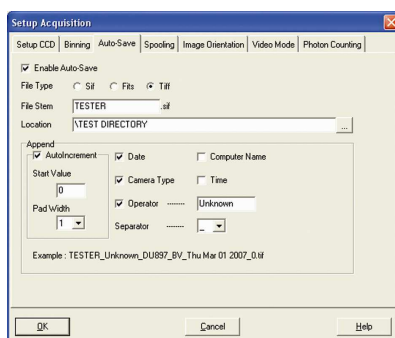 Setup Acquisition
Setup CCD Binning Auto-Save Spooling Image Orientation Video Mode Photon Counting
Enable Auto-Save
File Type Sif Fits Tiff
File Stem TESTER .sif
Location \TEST DIRECTORY ...
Append
AutoIncrement Date Computer Name
Start Value Camera Type Time
0
Pad Width Operator -------- Unknown
1 Separator -------- _
Example : TESTER_Unknown_DU897_BV_Thu Mar 01 2007_0.tif
OK Cancel Help